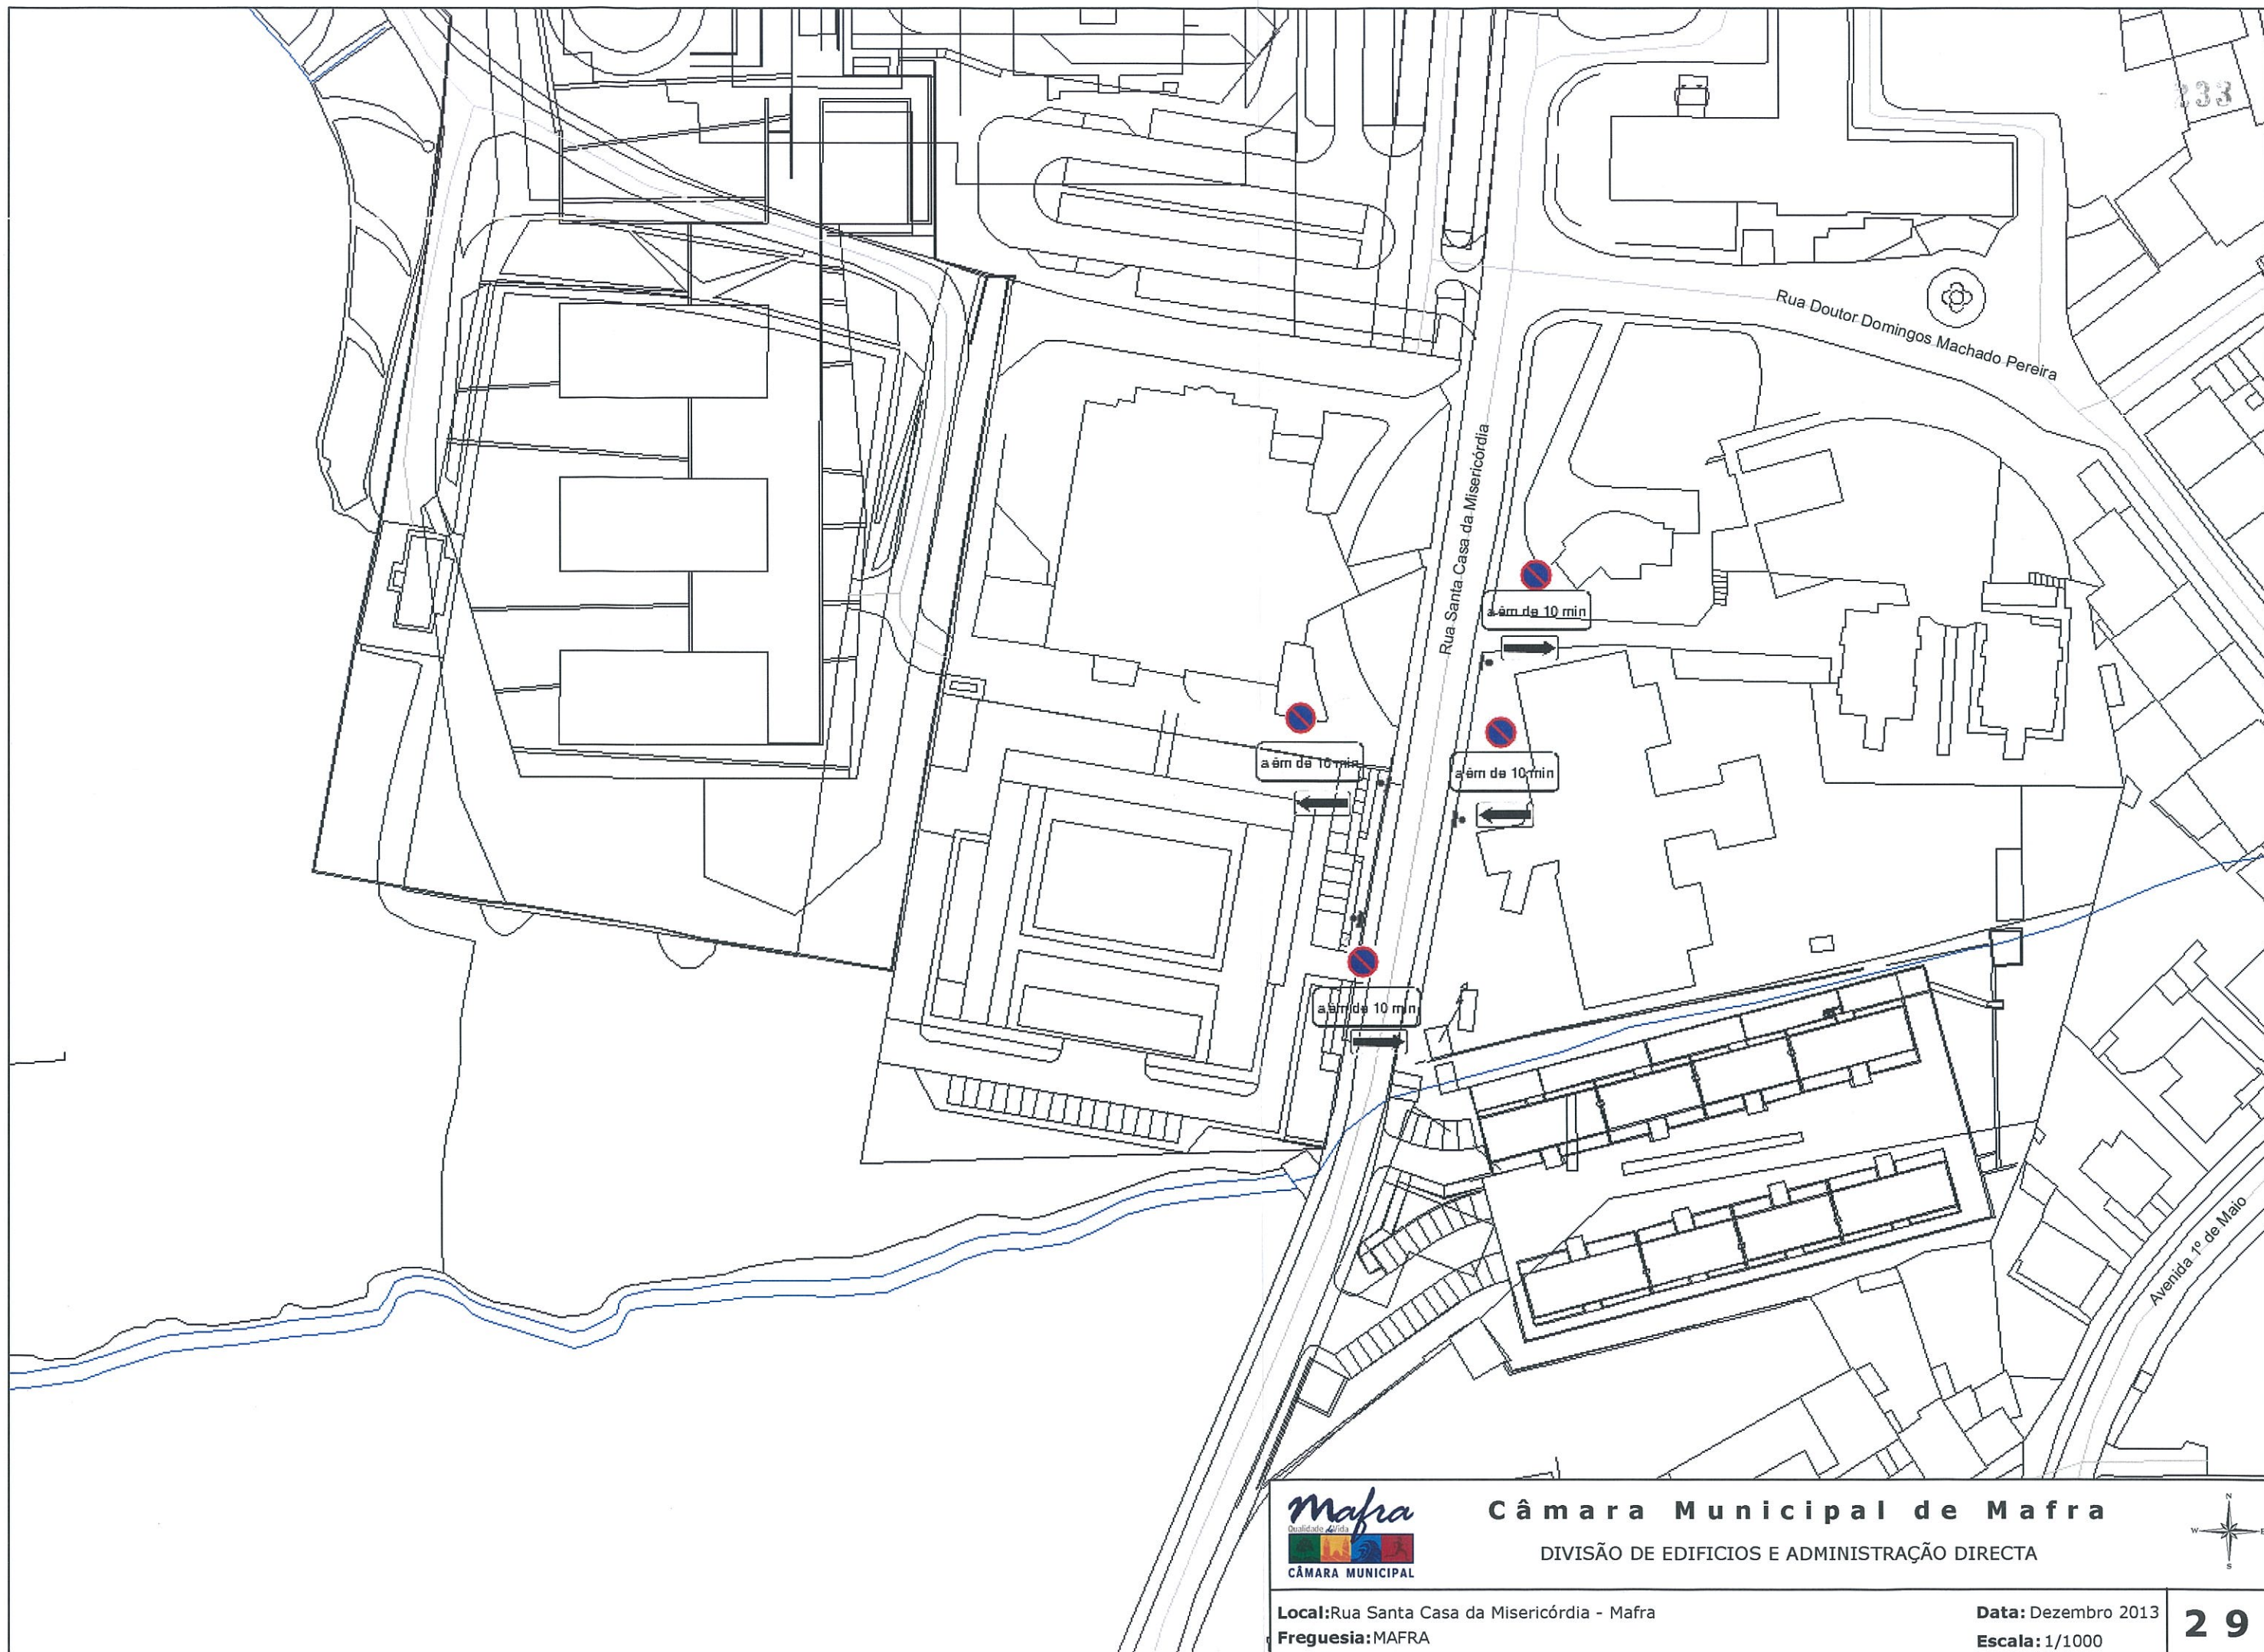 233
Rua Doutor Domingos Machado Pereira
Rua Santa Casa da Misericórdia
a ém de 10 min
a ém de 10 min
a ém de 10 min
a ém de 10 min
Avenida 1º de Maio
N
W E
S
Mafra
Qualidade de Vida
CÂMARA MUNICIPAL
Câmara Municipal de Mafra
DIVISÃO DE EDIFICIOS E ADMINISTRAÇÃO DIRECTA
Local:Rua Santa Casa da Misericórdia - Mafra
Freguesia:MAFRA
Data: Dezembro 2013
Escala: 1/1000
29